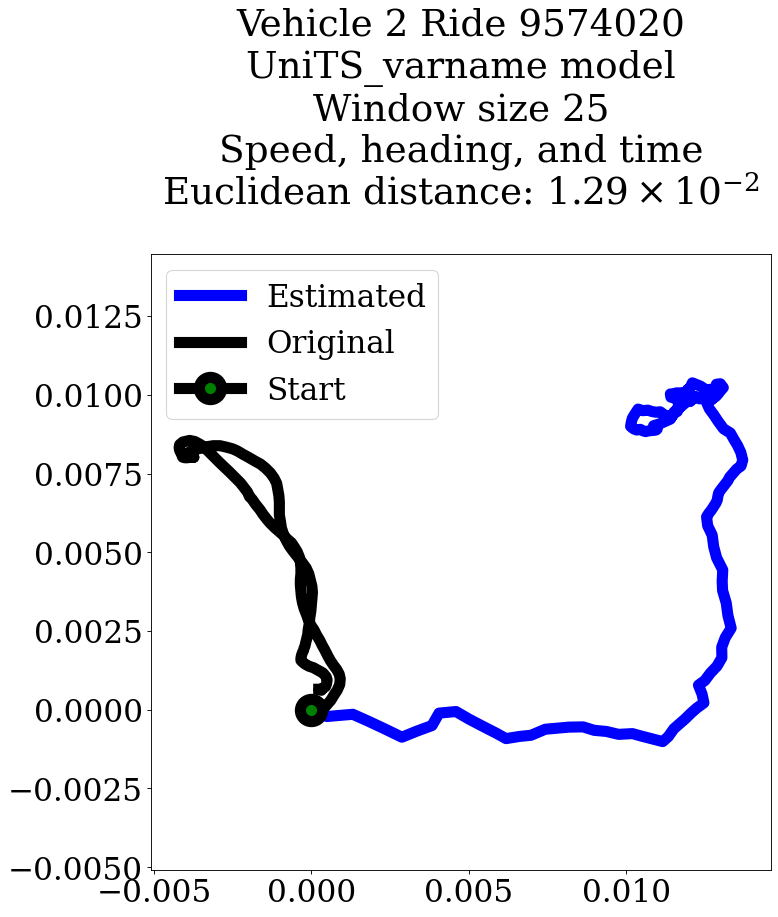 Vehicle 2 Ride 9574020
UniTS_varname model
Window size 25
Speed, heading, and time
Euclidean distance: 1.29 × 10⁻²
Estimated
Original
Start
0.0125
0.0100
0.0075
0.0050
0.0025
0.0000
−0.0025
−0.0050
−0.005 0.000 0.005 0.010